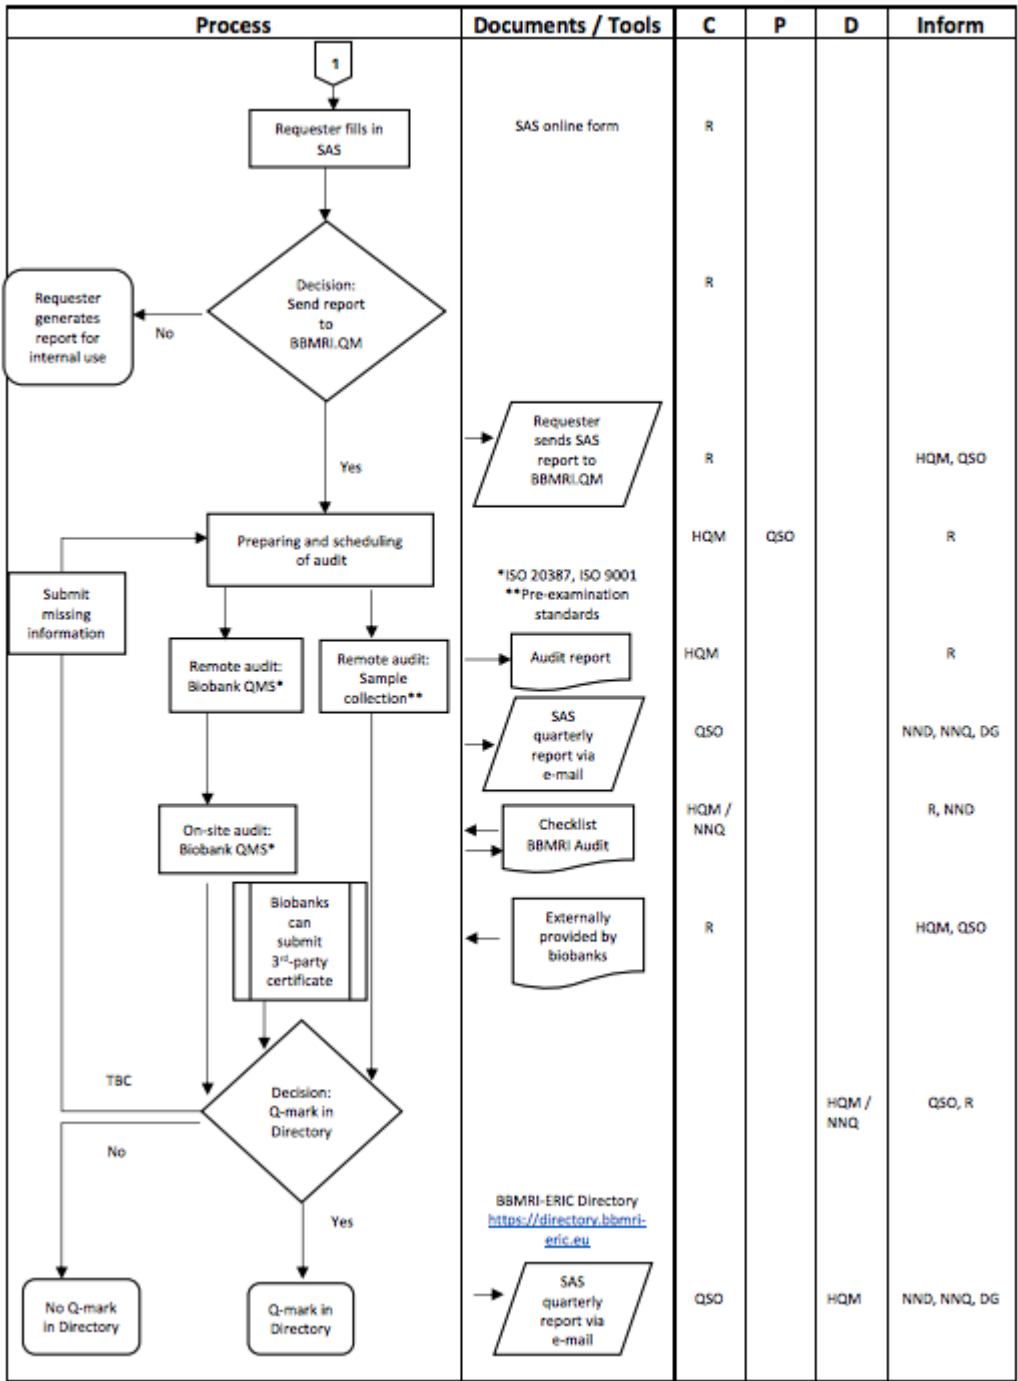 Process
Documents / Tools
C
P
D
Inform
1
Requester fills in
SAS
SAS online form
R
Decision:
Send report
to
BBMRI.QM
R
Requester
generates
report for
internal use
No
Yes
Requester
sends SAS
report to
BBMRI.QM
R
HQM, QSO
Preparing and scheduling
of audit
HQM
QSO
R
*ISO 20387, ISO 9001
**Pre-examination
standards
Submit
missing
information
Remote audit:
Biobank QMS*
Remote audit:
Sample
collection**
Audit report
HQM
R
SAS
quarterly
report via
e-mail
QSO
NND, NNQ, DG
On-site audit:
Biobank QMS*
Checklist
BBMRI Audit
HQM /
NNQ
R, NND
Biobanks
can
submit
3rd-party
certificate
Externally
provided by
biobanks
R
HQM, QSO
TBC
Decision:
Q-mark in
Directory
HQM /
NNQ
QSO, R
No
Yes
BBMRI-ERIC Directory
https://directory.bbmri-
eric.eu
No Q-mark
in Directory
Q-mark in
Directory
SAS
quarterly
report via
e-mail
QSO
HQM
NND, NNQ, DG